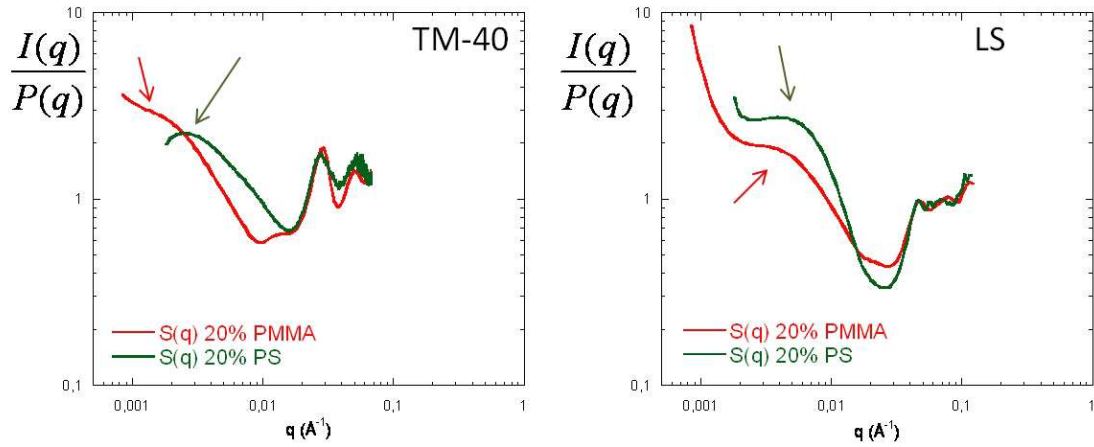 I(q)
P(q)
10
1
0,1
TM-40
S(q) 20% PMMA
S(q) 20% PS
0,001
0,01
0,1
1
q (A⁻¹)
I(q)
P(q)
10
1
0,1
LS
S(q) 20% PMMA
S(q) 20% PS
0,001
0,01
0,1
1
q (A⁻¹)